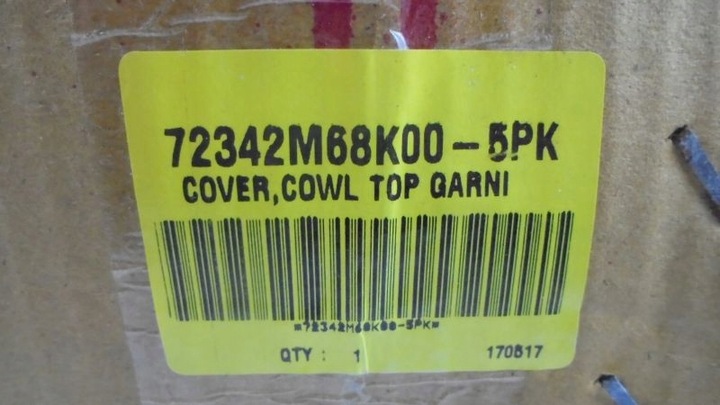 72342M68K00-5PK
COVER,COWL TOP GARNI
*72342M68K00-5PK*
QTY : 1 170817